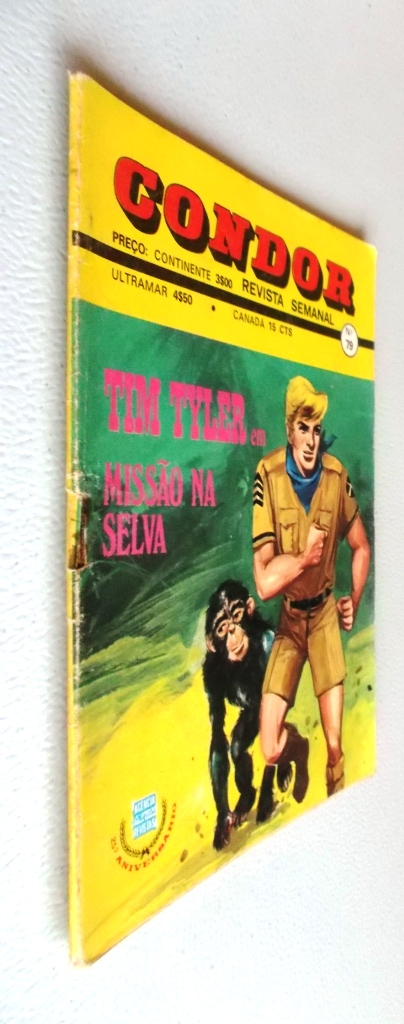 CONDOR
PREÇO: CONTINENTE 3$00 REVISTA SEMANAL
ULTRAMAR 4$50 • CANADA 15 CTS
Nº
79
TIM TYLER em
MISSÃO NA
SELVA
AGÊNCIA
ANIVERSÁRIO